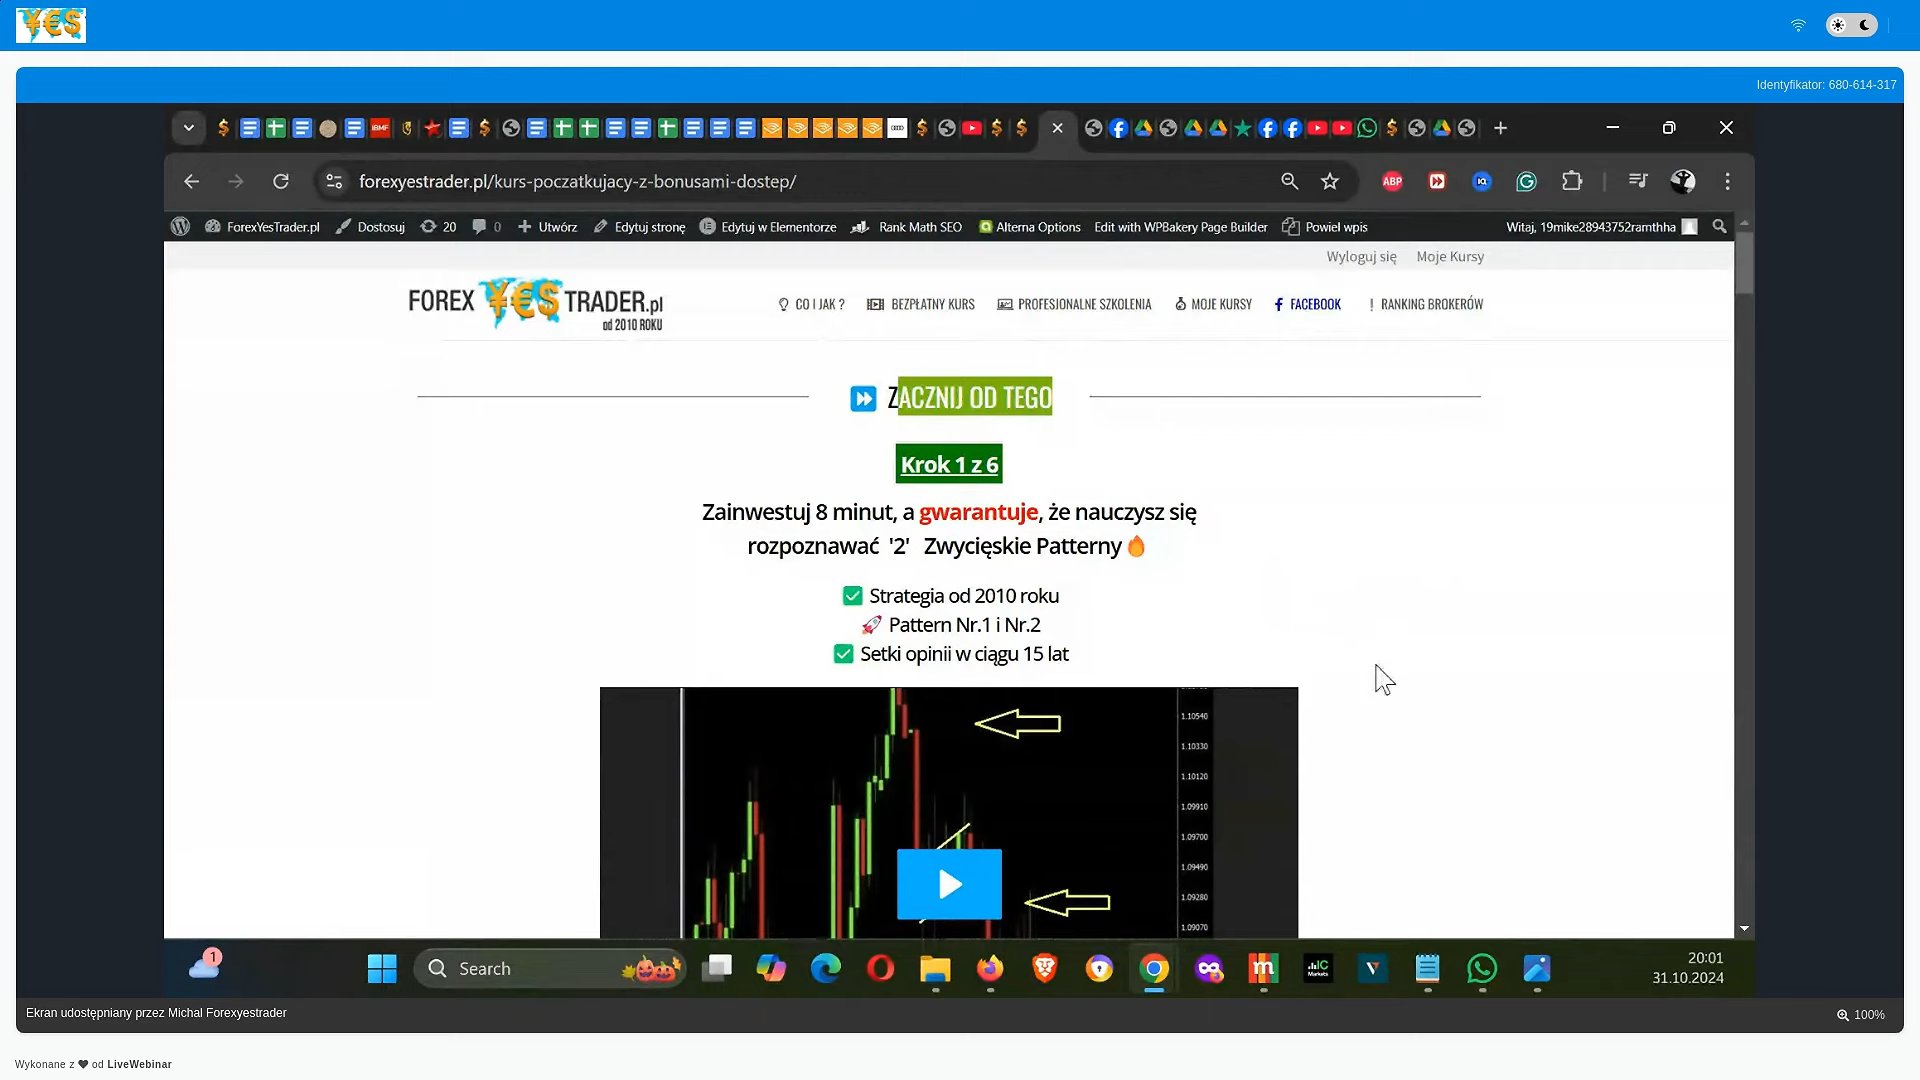 ¥€$
Identyfikator: 680-614-317
forexyestrader.pl/kurs-poczatkujacy-z-bonusami-dostep/
ABP
ForexYesTrader.pl Dostosuj 20 0 Utwórz Edytuj stronę Edytuj w Elementorze Rank Math SEO Alterna Options Edit with WPBakery Page Builder Powiel wpis Witaj, 19mike28943752ramthha
Wyloguj się Moje Kursy
FOREX ¥€$ TRADER.pl
od 2010 ROKU
CO I JAK ? BEZPŁATNY KURS PROFESJONALNE SZKOLENIA MOJE KURSY FACEBOOK RANKING BROKERÓW
⏩ ZACZNIJ OD TEGO
Krok 1 z 6
Zainwestuj 8 minut, a gwarantuje, że nauczysz się
rozpoznawać '2' Zwycięskie Patterny 🔥
✅ Strategia od 2010 roku
🚀 Pattern Nr.1 i Nr.2
✅ Setki opinii w ciągu 15 lat
1.10540
1.10330
1.10120
1.09910
1.09700
1.09490
1.09280
1.09070
1
Search
IC Markets
20:01
31.10.2024
Ekran udostępniany przez Michal Forexyestrader
100%
Wykonane z ❤ od LiveWebinar